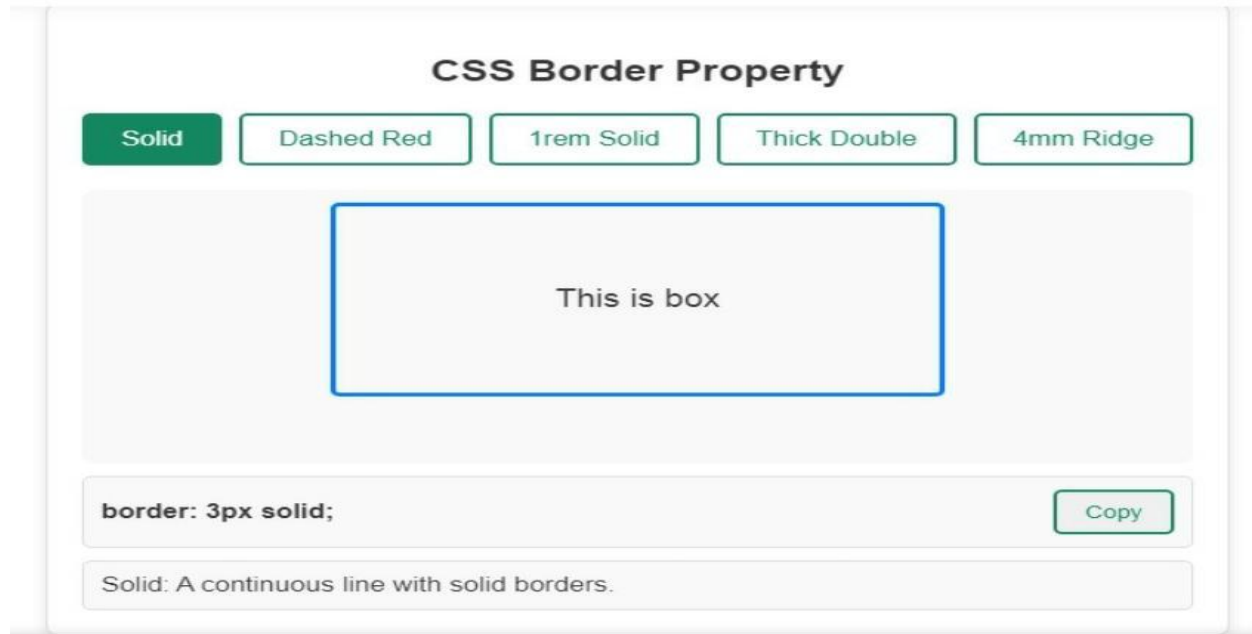 CSS Border Property
Solid Dashed Red 1rem Solid Thick Double 4mm Ridge
This is box
border: 3px solid; Copy
Solid: A continuous line with solid borders.